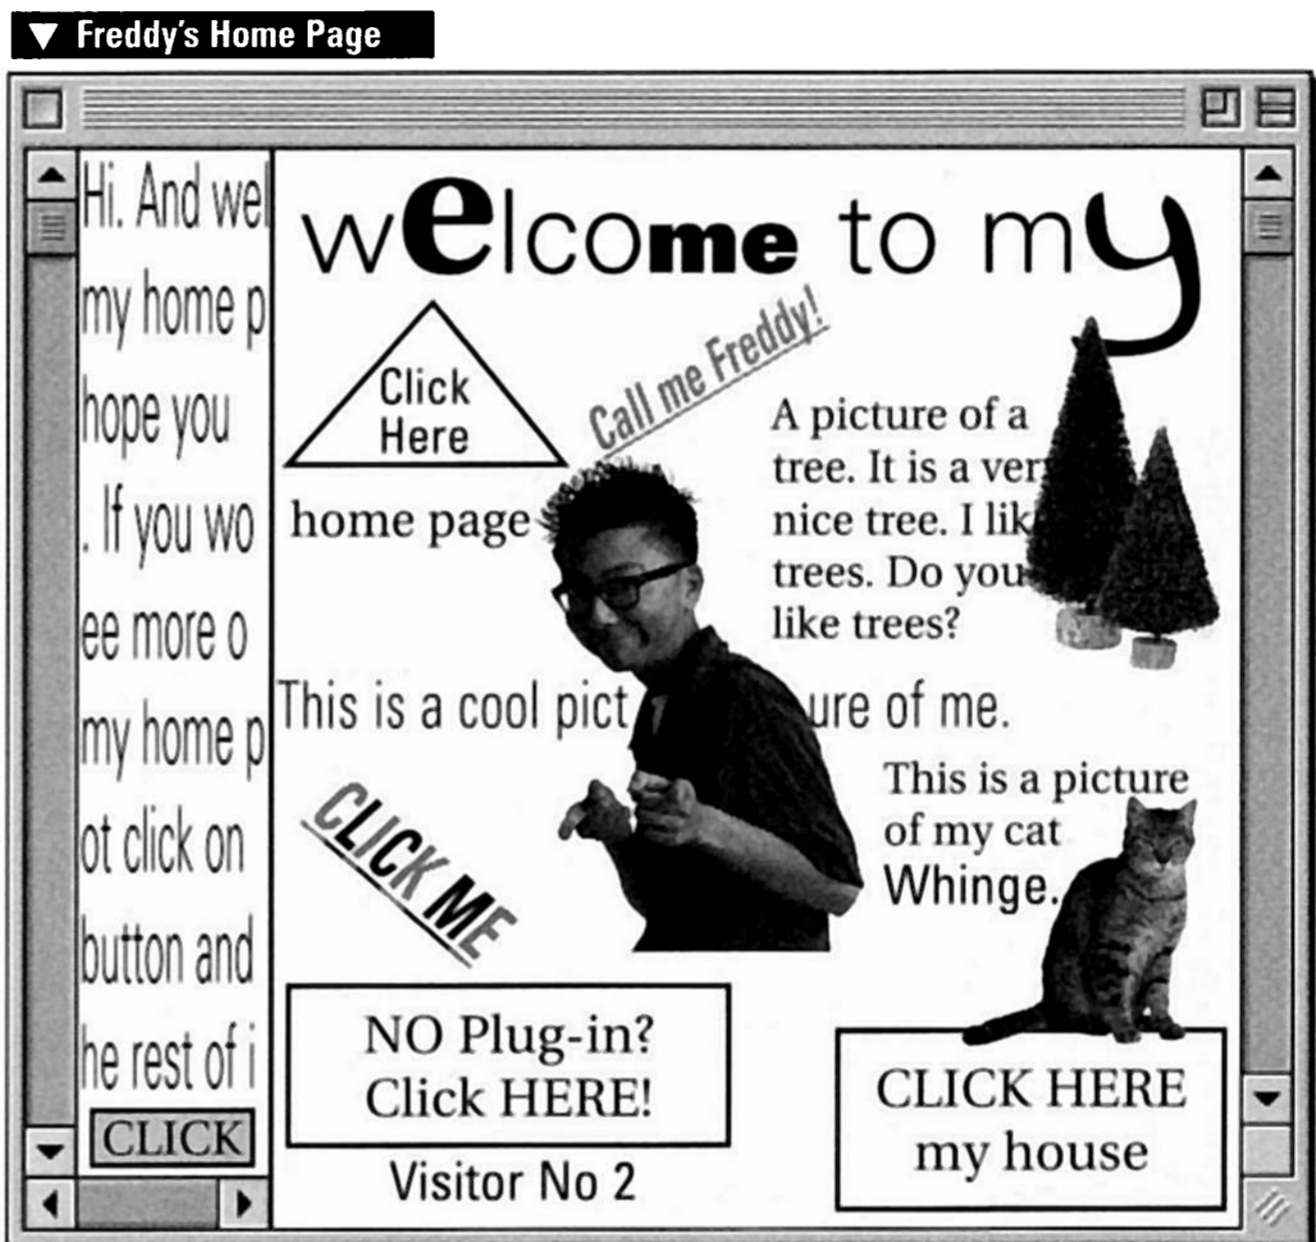 ▼ Freddy's Home Page
Hi. And wel
my home p
hope you
. If you wo
ee more o
my home p
ot click on
button and
he rest of i
CLICK
welcome to my
Click
Here
Call me Freddy!
home page
A picture of a
tree. It is a ver
nice tree. I lik
trees. Do you
like trees?
This is a cool pict ure of me.
This is a picture
of my cat
Whinge.
CLICK ME
NO Plug-in?
Click HERE!
Visitor No 2
CLICK HERE
my house